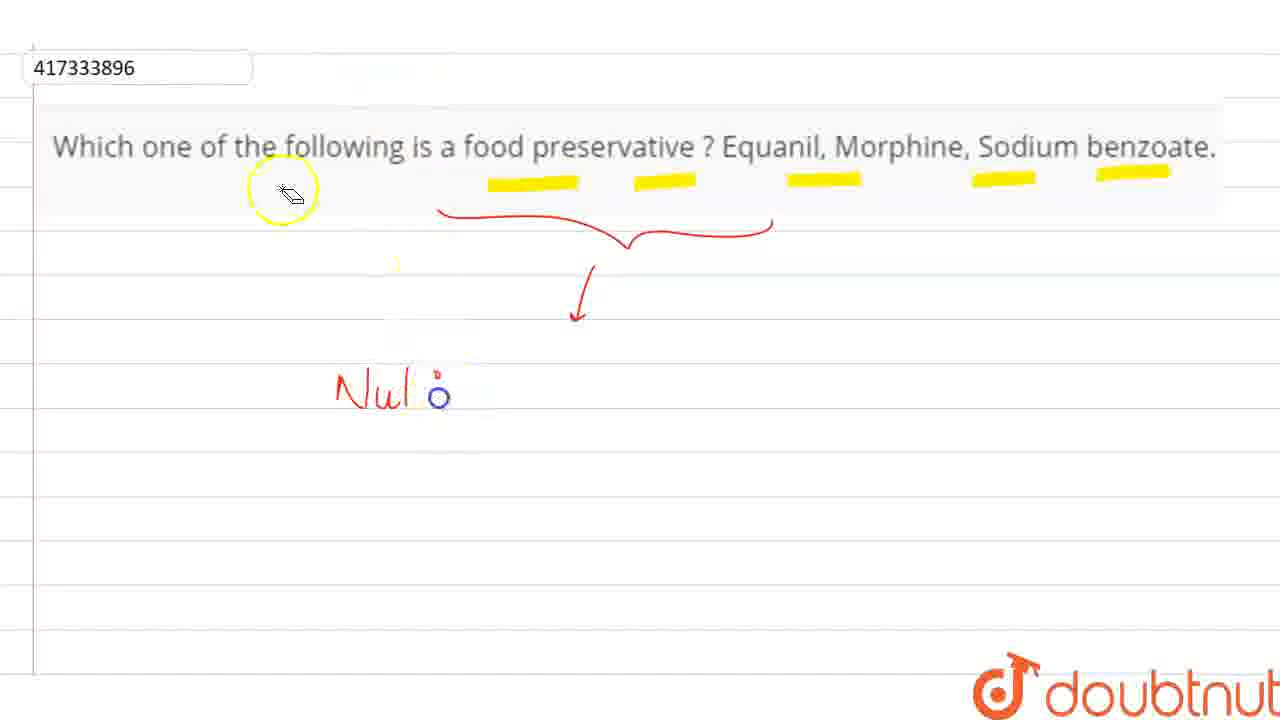 417333896
Which one of the following is a food preservative ? Equanil, Morphine, Sodium benzoate.
Nul
doubtnut